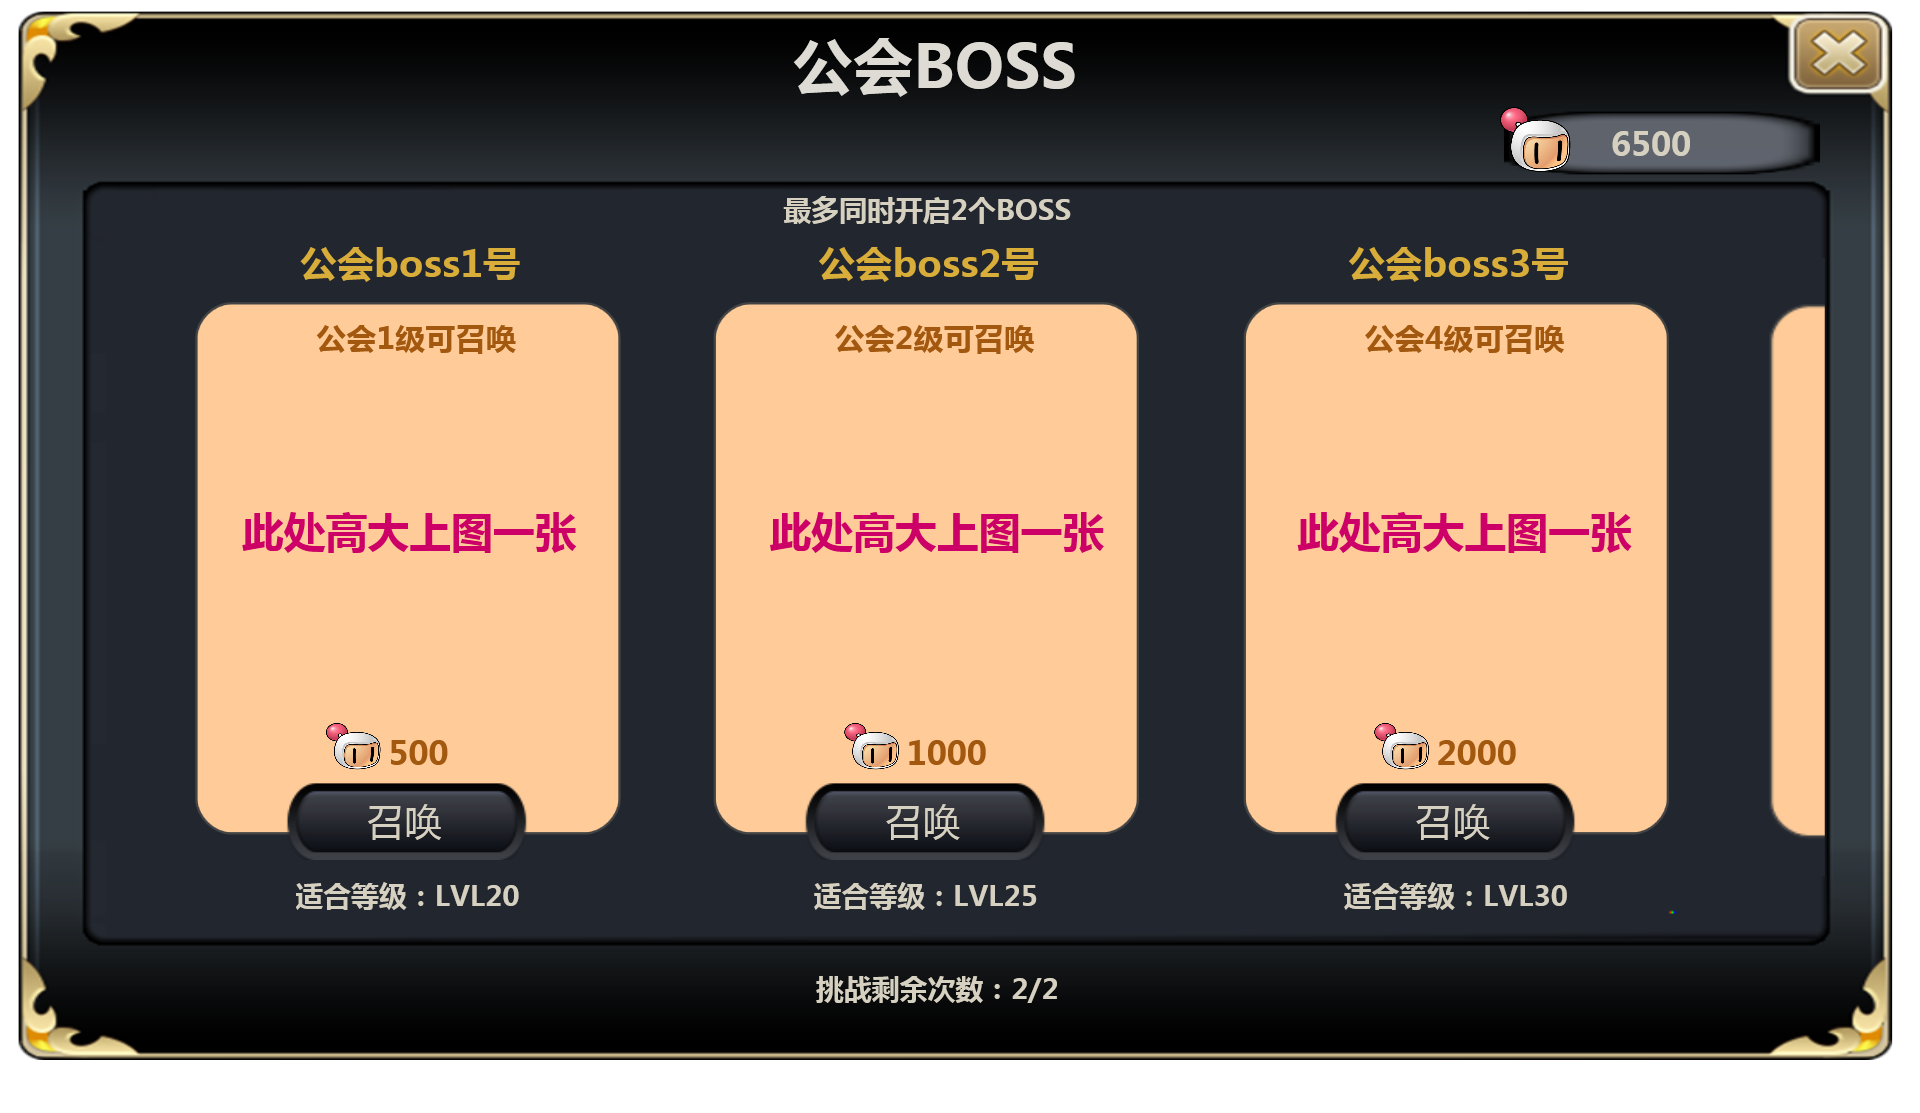 公会BOSS
6500
最多同时开启2个BOSS
公会boss1号
公会boss2号
公会boss3号
公会1级可召唤
公会2级可召唤
公会4级可召唤
此处高大上图一张
此处高大上图一张
此处高大上图一张
500
1000
2000
召唤
召唤
召唤
适合等级：LVL20
适合等级：LVL25
适合等级：LVL30
挑战剩余次数：2/2